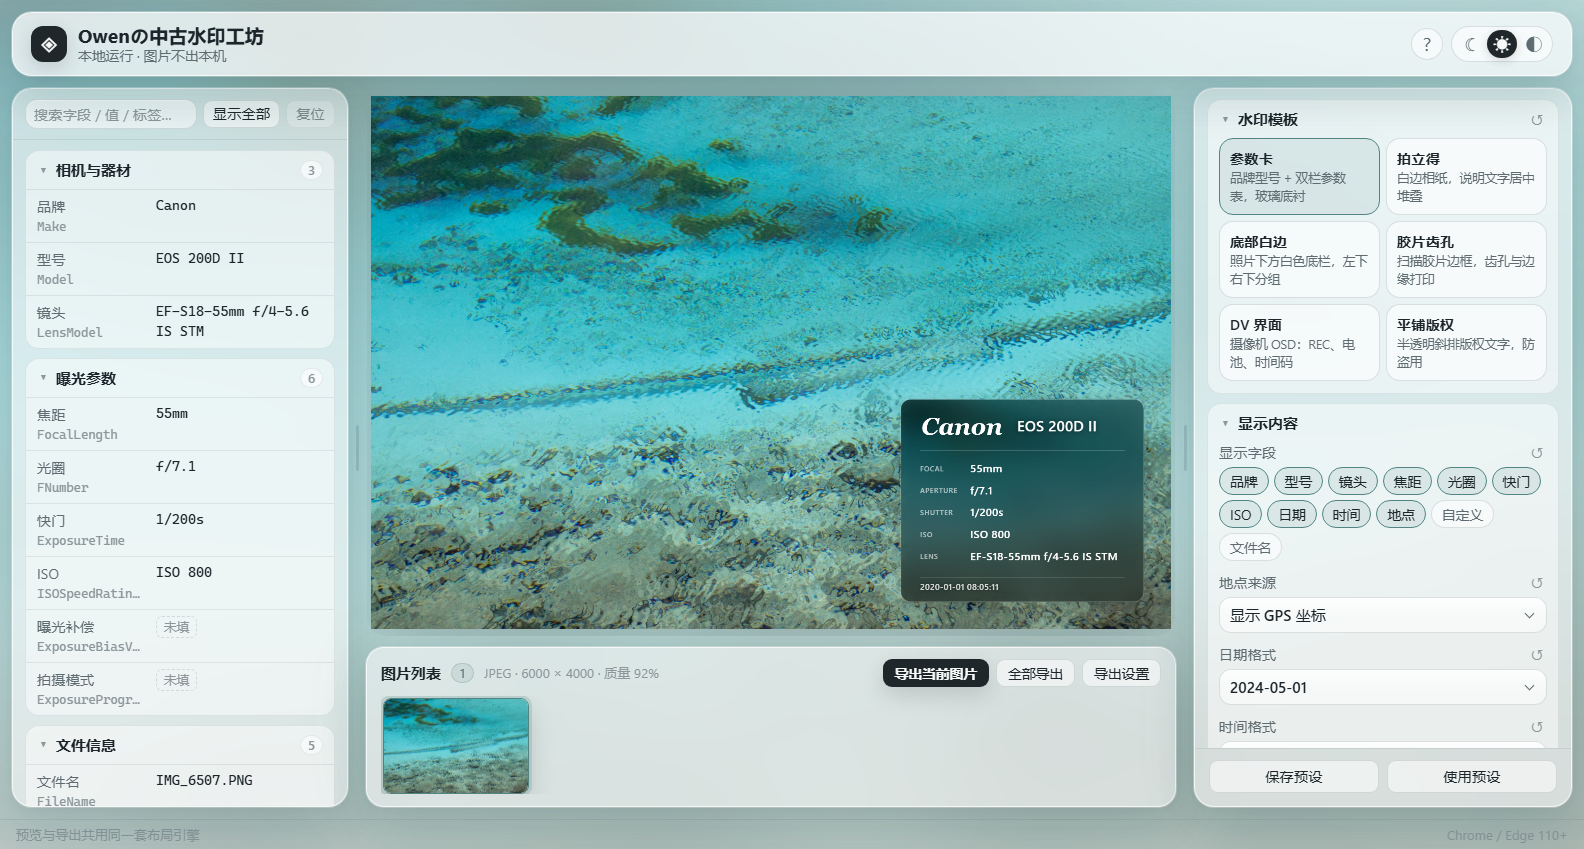 Owenの中古水印工坊
本地运行 · 图片不出本机
?
搜索字段 / 值 / 标签...
显示全部
复位
相机与器材
3
品牌
Canon
Make
型号
EOS 200D II
Model
镜头
EF-S18-55mm f/4-5.6
IS STM
LensModel
曝光参数
6
焦距
55mm
FocalLength
光圈
f/7.1
FNumber
快门
1/200s
ExposureTime
ISO
ISO 800
ISOSpeedRatin…
曝光补偿
未填
ExposureBiasV…
拍摄模式
未填
ExposureProgr…
文件信息
5
文件名
IMG_6507.PNG
FileName
Canon EOS 200D II
FOCAL 55mm
APERTURE f/7.1
SHUTTER 1/200s
ISO ISO 800
LENS EF-S18-55mm f/4-5.6 IS STM
2020-01-01 08:05:11
图片列表
1
JPEG · 6000 × 4000 · 质量 92%
导出当前图片
全部导出
导出设置
水印模板
参数卡
品牌型号 + 双栏参数
表，玻璃底衬
拍立得
白边相纸，说明文字居中
堆叠
底部白边
照片下方白色底栏，左下
右下分组
胶片齿孔
扫描胶片边框，齿孔与边
缘打印
DV 界面
摄像机 OSD：REC、电
池、时间码
平铺版权
半透明斜排版权文字，防
盗用
显示内容
显示字段
品牌 型号 镜头 焦距 光圈 快门
ISO 日期 时间 地点 自定义
文件名
地点来源
显示 GPS 坐标
日期格式
2024-05-01
时间格式
保存预设
使用预设
预览与导出共用同一套布局引擎
Chrome / Edge 110+